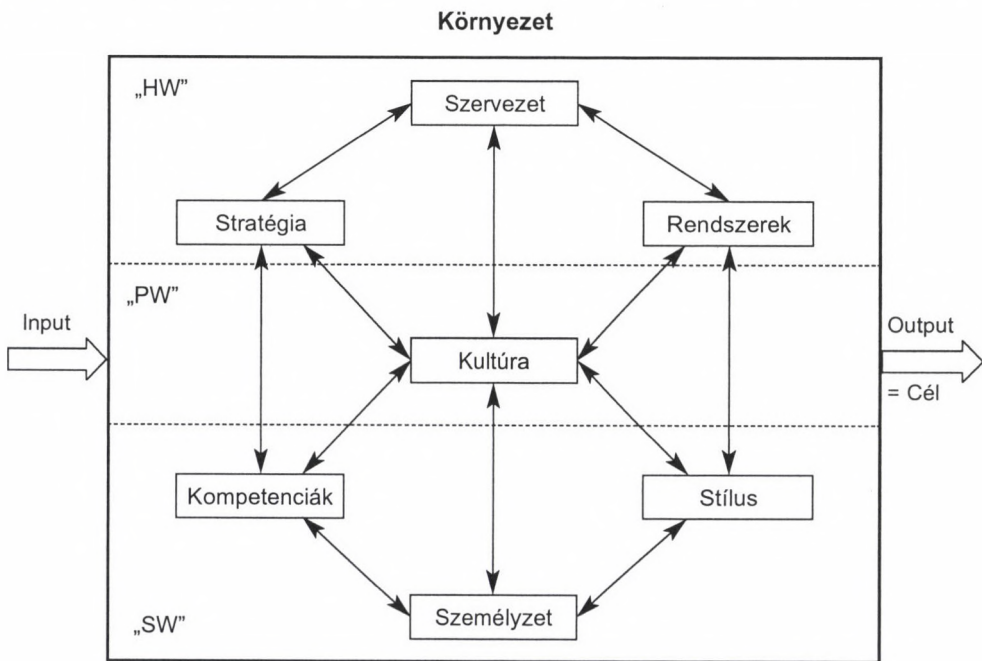 Környezet
„HW”
Szervezet
Stratégia
Rendszerek
„PW”
Input
Output
Kultúra
= Cél
Kompetenciák
Stílus
Személyzet
„SW”